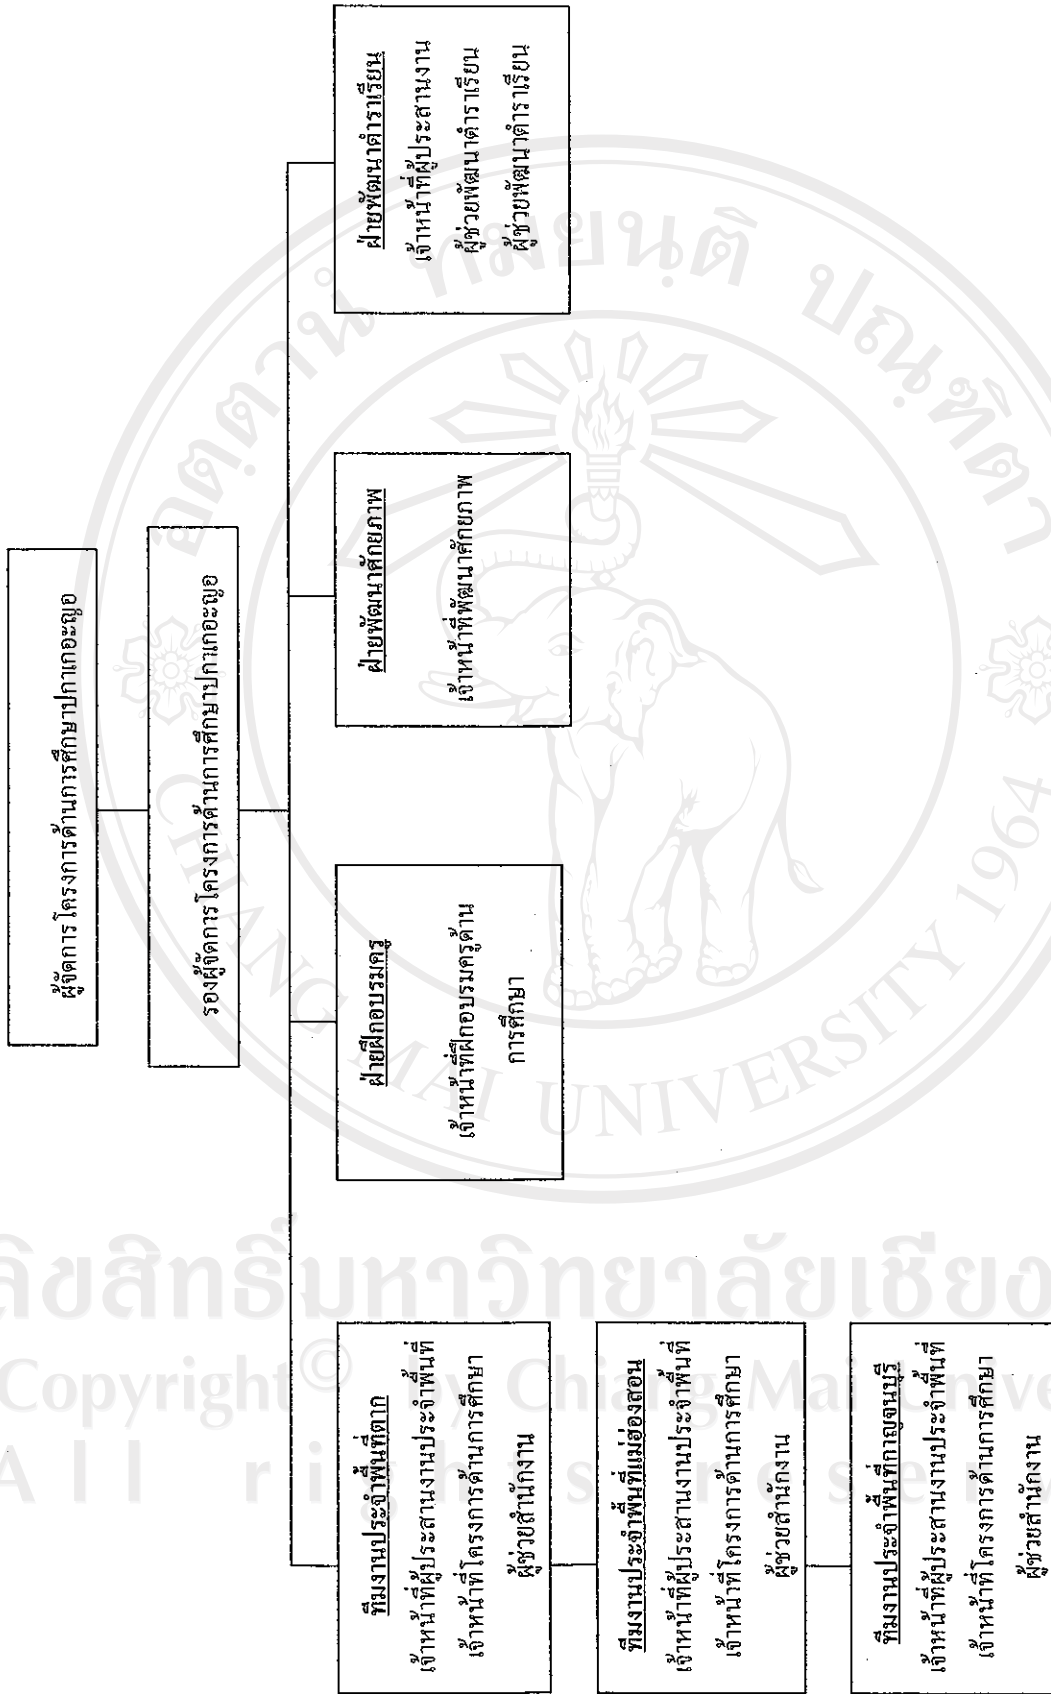 ผู้จัดการโครงการด้านการศึกษาปกาเกอะญอ
รองผู้จัดการโครงการด้านการศึกษาปกาเกอะญอ
ทีมงานประจำพื้นที่ตาก
เจ้าหน้าที่ผู้ประสานงานประจำพื้นที่
เจ้าหน้าที่โครงการด้านการศึกษา
ผู้ช่วยสำนักงาน
ทีมงานประจำพื้นที่แม่ฮ่องสอน
เจ้าหน้าที่ผู้ประสานงานประจำพื้นที่
เจ้าหน้าที่โครงการด้านการศึกษา
ผู้ช่วยสำนักงาน
ทีมงานประจำพื้นที่กาญจนบุรี
เจ้าหน้าที่ผู้ประสานงานประจำพื้นที่
เจ้าหน้าที่โครงการด้านการศึกษา
ผู้ช่วยสำนักงาน
ฝ่ายฝึกอบรมครู
เจ้าหน้าที่ฝึกอบรมครูด้าน
การศึกษา
ฝ่ายพัฒนาศักยภาพ
เจ้าหน้าที่พัฒนาศักยภาพ
ฝ่ายพัฒนาตำราเรียน
เจ้าหน้าที่ผู้ประสานงาน
ผู้ช่วยพัฒนาตำราเรียน
ผู้ช่วยพัฒนาตำราเรียน
อตฺตานํ ทมยนฺติ ปณฺฑิตา
CHIANG MAI UNIVERSITY 1964
ลิขสิทธิ์มหาวิทยาลัยเชียง
Copyright © by Chiang Mai Unive
All rights rese